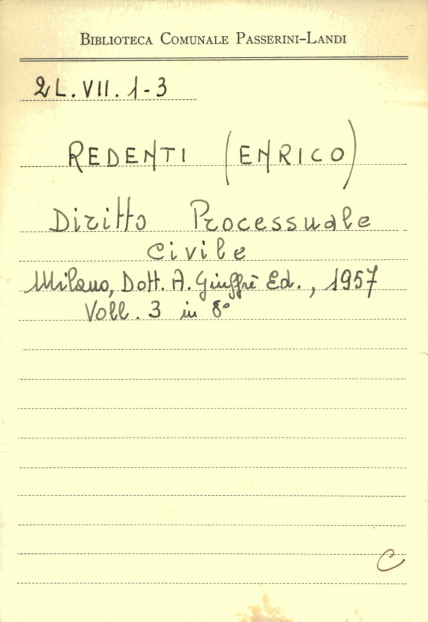 BIBLIOTECA COMUNALE PASSERINI-LANDI
2L.VII. 1-3
REDENTI (ENRICO)
Diritto Processuale
Civile
Milano, Dott. A. Giuffrè Ed., 1957
Voll. 3 in 8°
C